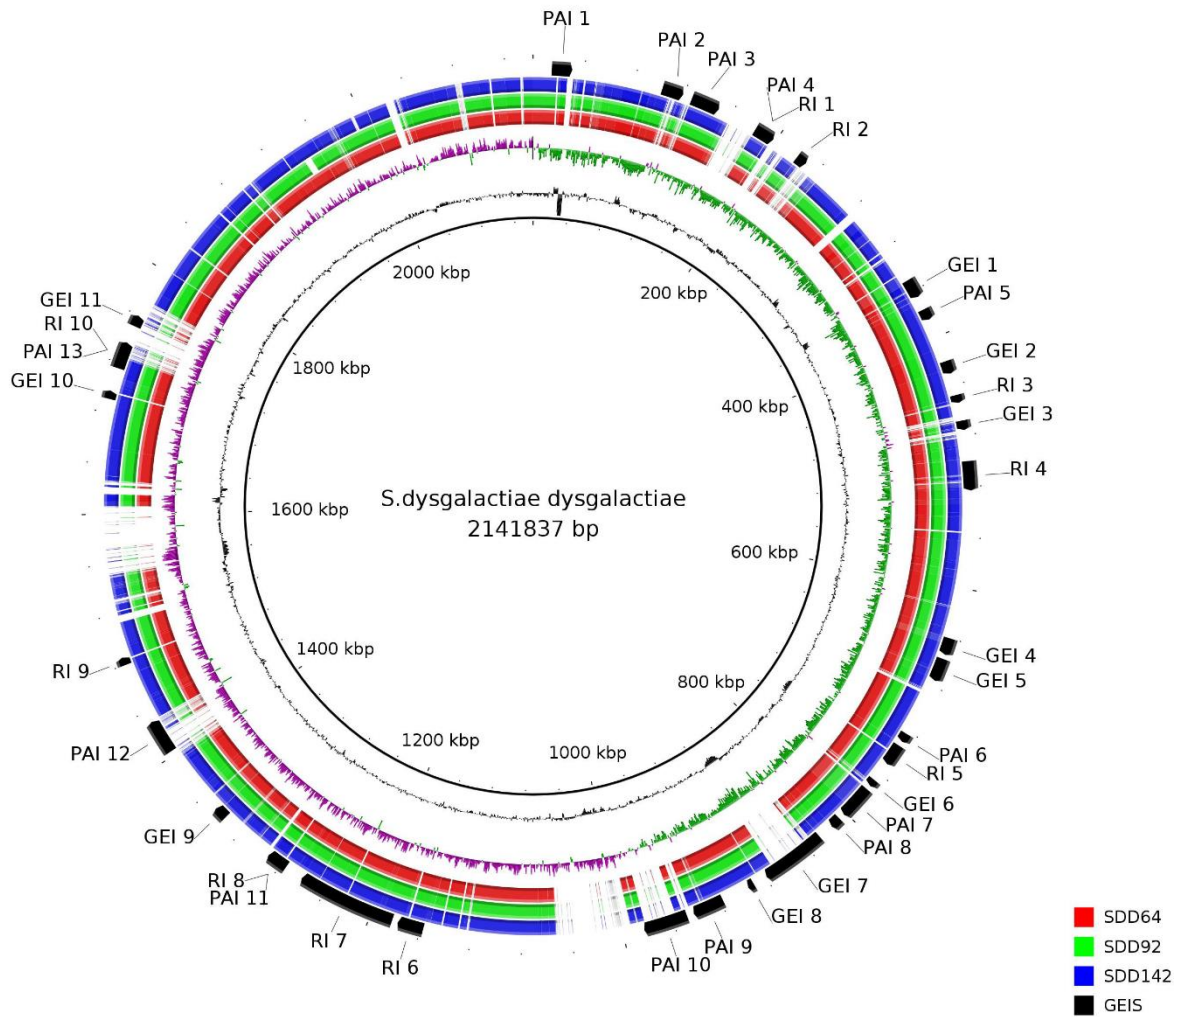 PAI 1
PAI 2
PAI 3
PAI 4
RI 1
RI 2
GEI 1
PAI 5
GEI 2
RI 3
GEI 3
RI 4
GEI 4
GEI 5
PAI 6
RI 5
GEI 6
PAI 7
PAI 8
GEI 7
GEI 8
PAI 9
PAI 10
RI 6
RI 7
RI 8
PAI 11
GEI 9
PAI 12
RI 9
GEI 10
PAI 13
RI 10
GEI 11
200 kbp
400 kbp
600 kbp
800 kbp
1000 kbp
1200 kbp
1400 kbp
1600 kbp
1800 kbp
2000 kbp
S.dysgalactiae dysgalactiae
2141837 bp
SDD64
SDD92
SDD142
GEIS